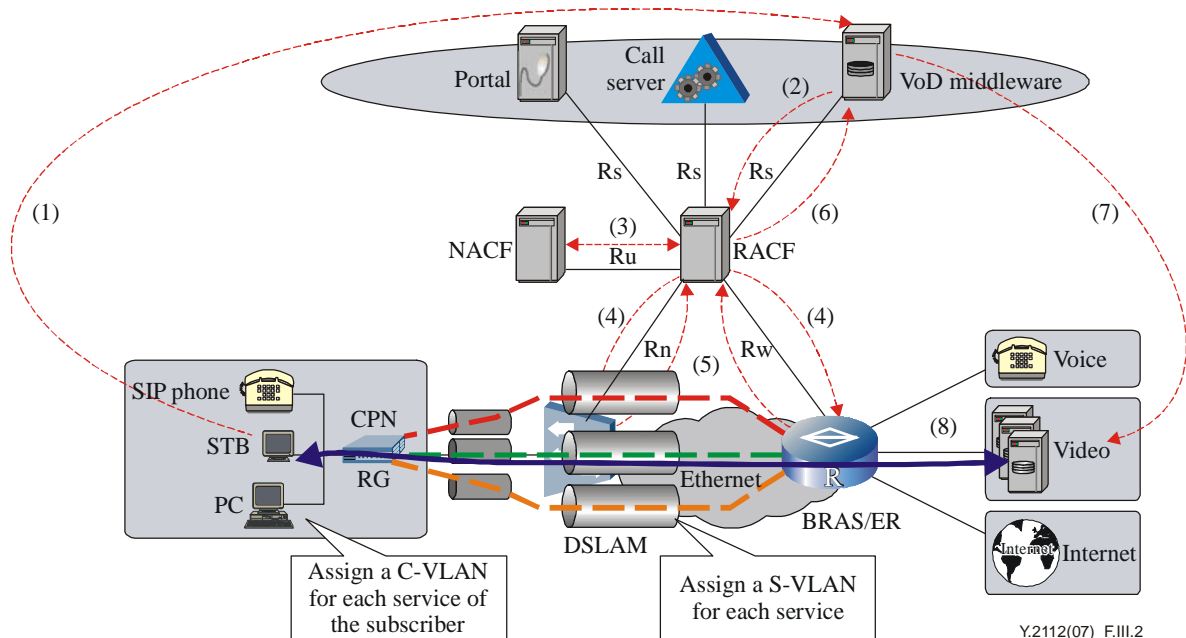 Portal
Call
server
VoD middleware
(2)
Rs
Rs
Rs
(1)
(6)
(7)
NACF
(3)
Ru
RACF
(4)
(4)
Rn
(5)
Rw
SIP phone
CPN
STB
RG
PC
Ethernet
DSLAM
R
BRAS/ER
(8)
Voice
Video
Internet
Internet
Assign a C-VLAN
for each service of
the subscriber
Assign a S-VLAN
for each service
Y.2112(07)_F.III.2